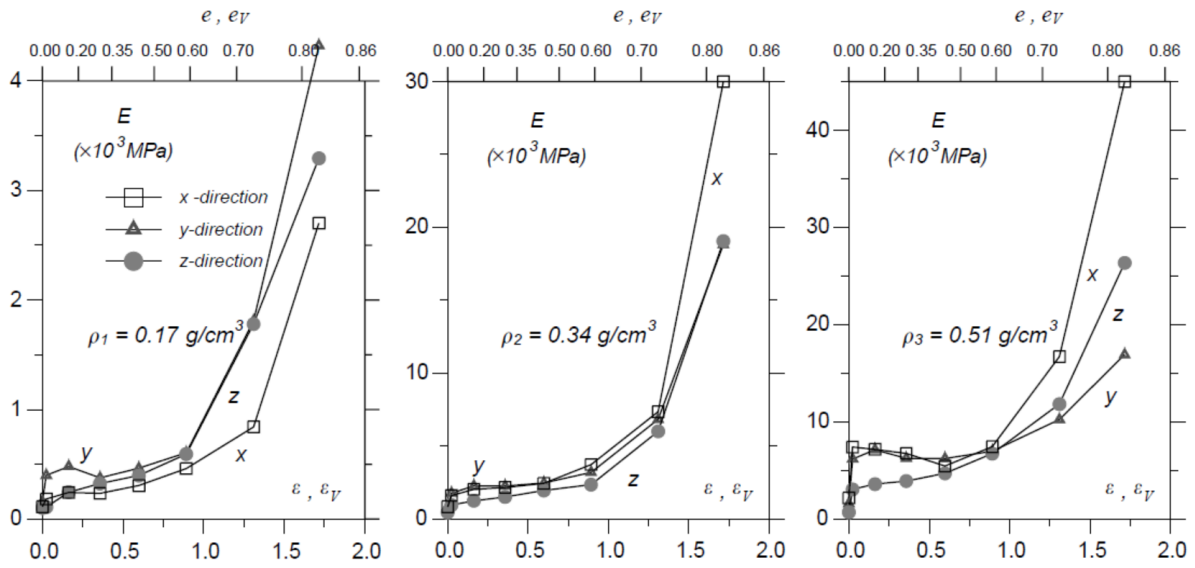 e , eV
0.00 0.20 0.35 0.50 0.60 0.70 0.80 0.86
4
3
2
1
0
E
(×10³MPa)
x -direction
y-direction
z-direction
ρ1 = 0.17 g/cm³
y
z
x
ε , εV
0.0 0.5 1.0 1.5 2.0
e , eV
0.00 0.20 0.35 0.50 0.60 0.70 0.80 0.86
30
20
10
0
E
(×10³MPa)
x
ρ2 = 0.34 g/cm³
y
z
ε , εV
0.0 0.5 1.0 1.5 2.0
e , eV
0.00 0.20 0.35 0.50 0.60 0.70 0.80 0.86
40
30
20
10
0
E
(×10³MPa)
x
z
ρ3 = 0.51 g/cm³
y
ε , εV
0.0 0.5 1.0 1.5 2.0